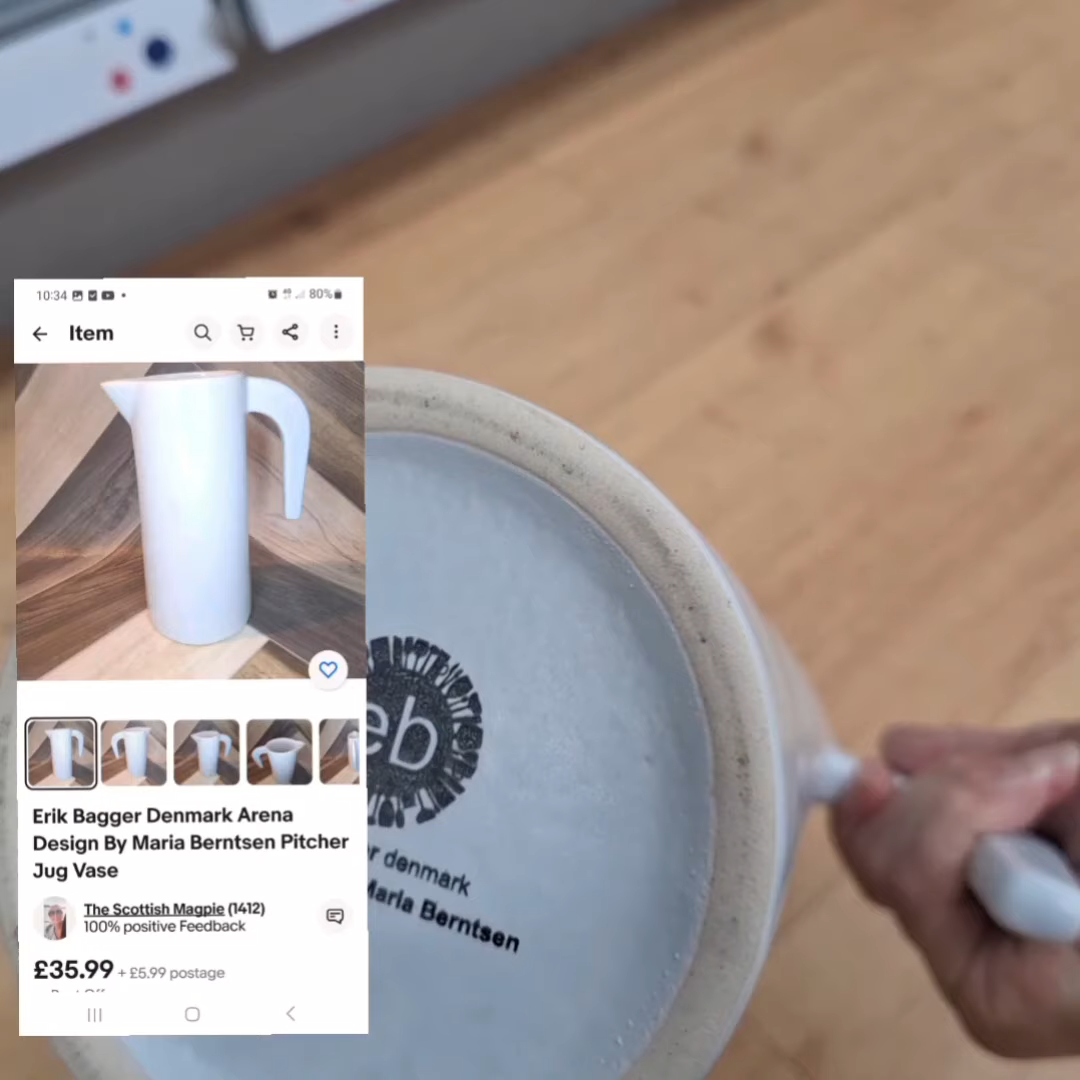 10:34
80%
Item
Erik Bagger Denmark Arena
Design By Maria Berntsen Pitcher
Jug Vase
The Scottish Magpie (1412)
100% positive Feedback
£35.99 + £5.99 postage
eb
denmark
Maria Berntsen